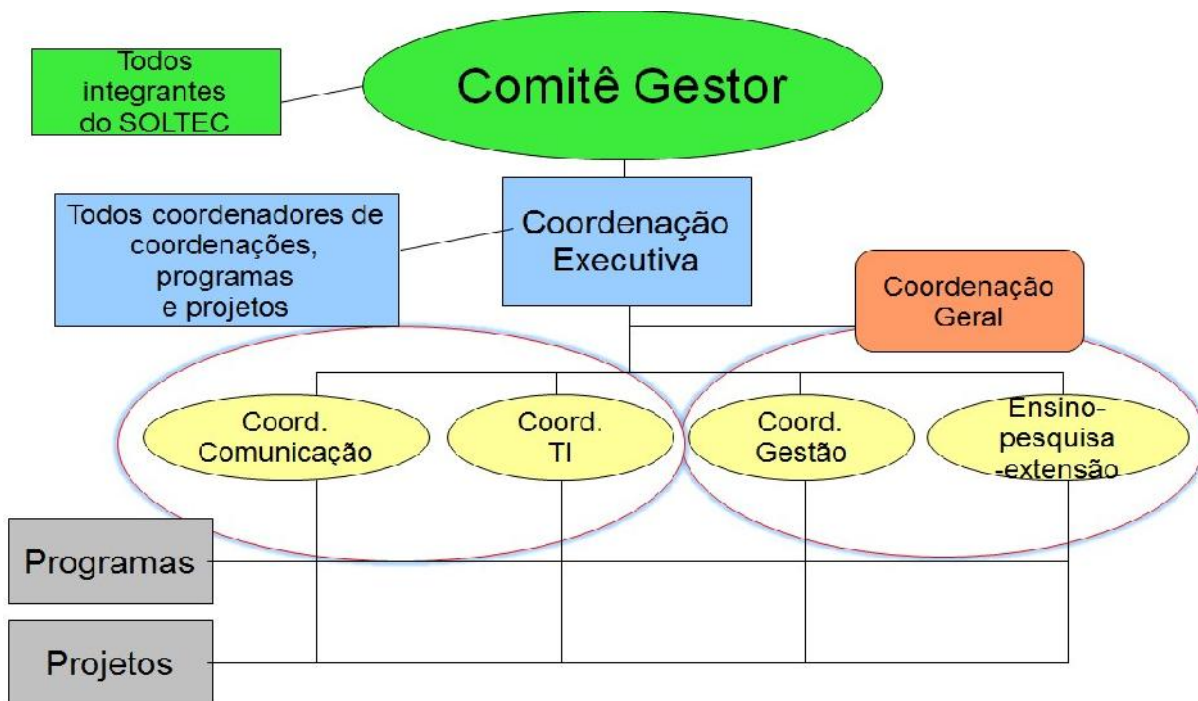 Todos
integrantes
do SOLTEC
Comitê Gestor
Todos coordenadores de
coordenações,
programas
e projetos
Coordenação
Executiva
Coordenação
Geral
Coord.
Comunicação
Coord.
TI
Coord.
Gestão
Ensino-
pesquisa
-extensão
Programas
Projetos